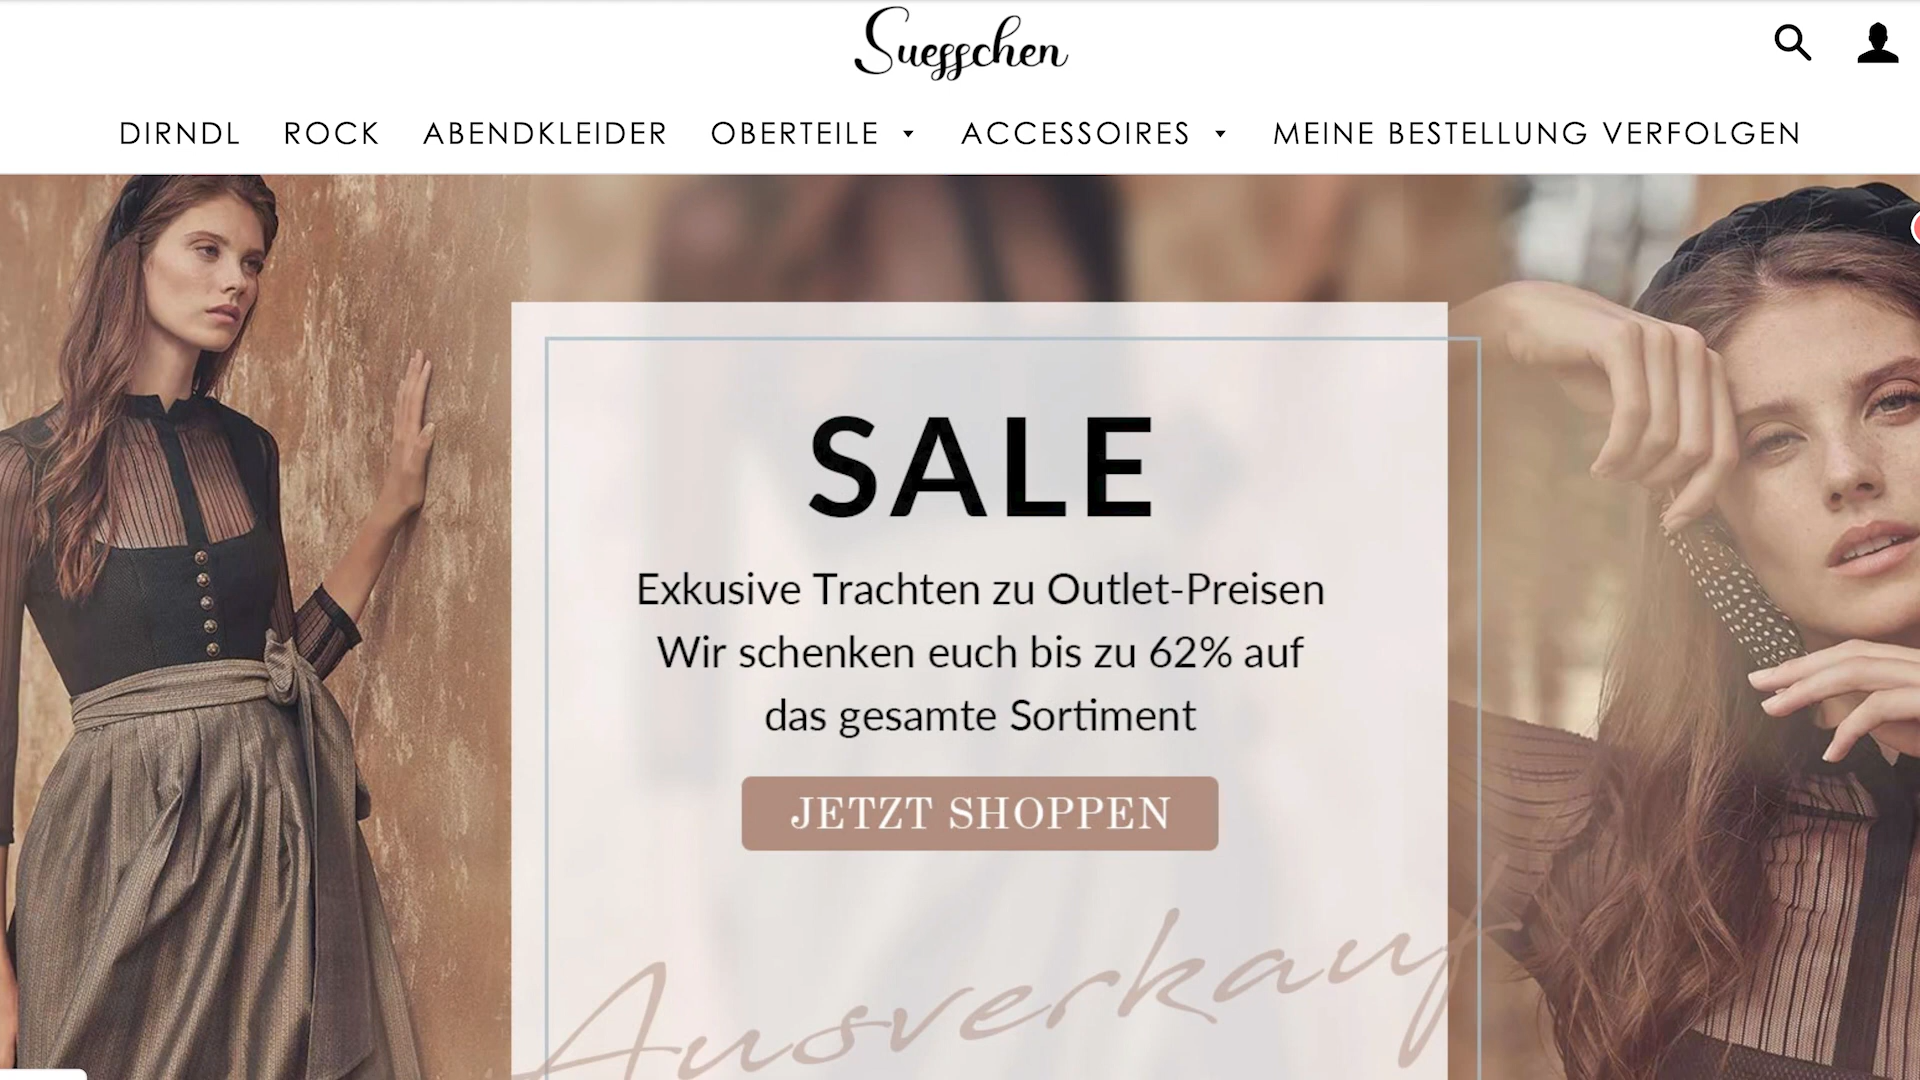 Suesschen
DIRNDL ROCK ABENDKLEIDER OBERTEILE ACCESSOIRES MEINE BESTELLUNG VERFOLGEN
SALE
Exkusive Trachten zu Outlet-Preisen
Wir schenken euch bis zu 62% auf
das gesamte Sortiment
JETZT SHOPPEN
Ausverkauf